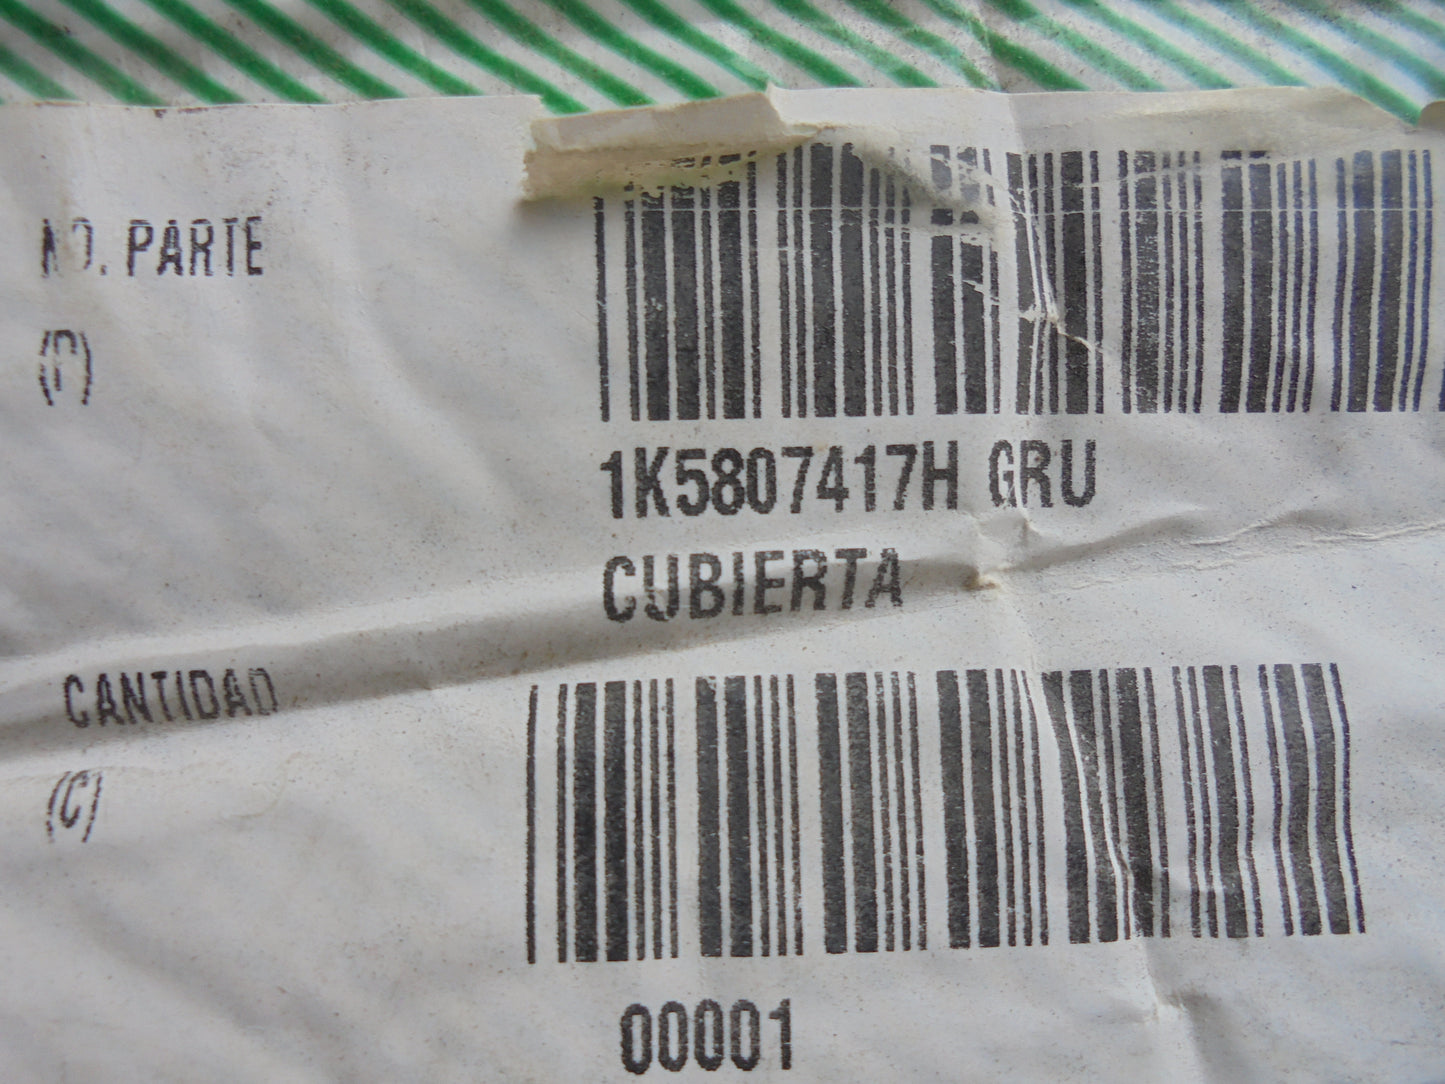 NO. PARTE
(P)
1K5807417H GRU
CUBIERTA
CANTIDAD
(C)
00001